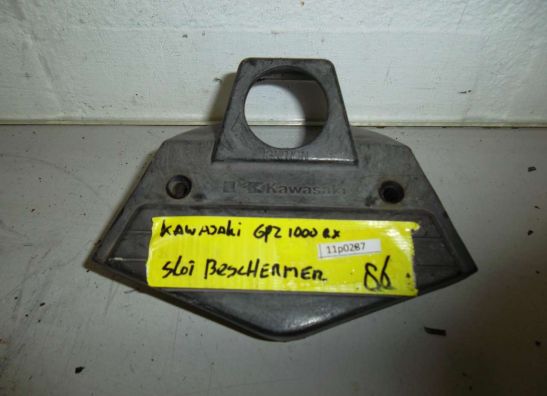 Kawasaki
KAWASAKi GPZ 1000 RX
11p0287
SLOT BESCHERMER 86